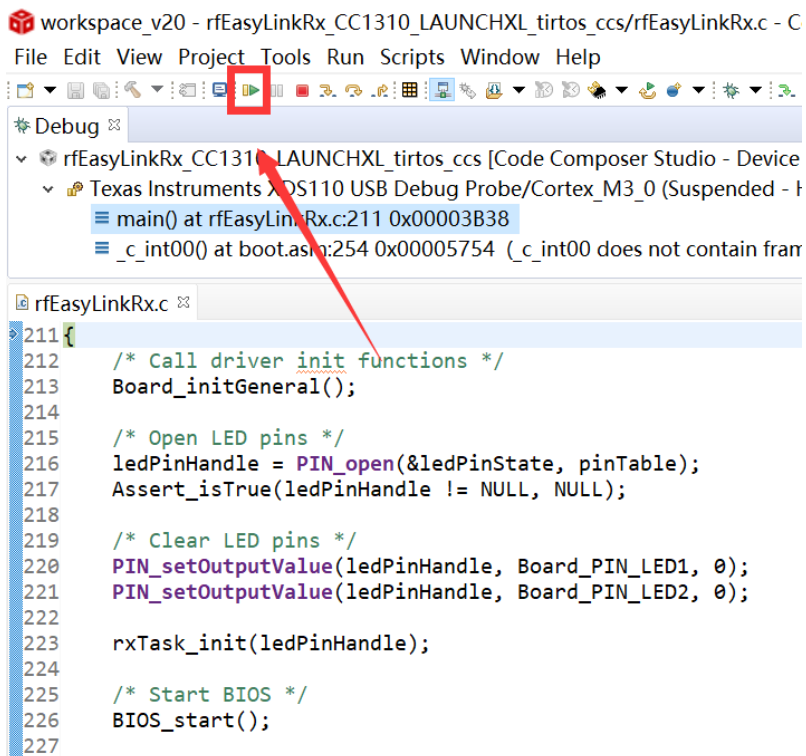 workspace_v20 - rfEasyLinkRx_CC1310_LAUNCHXL_tirtos_ccs/rfEasyLinkRx.c - C
File Edit View Project Tools Run Scripts Window Help
Debug
rfEasyLinkRx_CC1310_LAUNCHXL_tirtos_ccs [Code Composer Studio - Device
Texas Instruments XDS110 USB Debug Probe/Cortex_M3_0 (Suspended - H
main() at rfEasyLinkRx.c:211 0x00003B38
_c_int00() at boot.asm:254 0x00005754 (_c_int00 does not contain fram
rfEasyLinkRx.c
211 {
212 /* Call driver init functions */
213 Board_initGeneral();
214
215 /* Open LED pins */
216 ledPinHandle = PIN_open(&ledPinState, pinTable);
217 Assert_isTrue(ledPinHandle != NULL, NULL);
218
219 /* Clear LED pins */
220 PIN_setOutputValue(ledPinHandle, Board_PIN_LED1, 0);
221 PIN_setOutputValue(ledPinHandle, Board_PIN_LED2, 0);
222
223 rxTask_init(ledPinHandle);
224
225 /* Start BIOS */
226 BIOS_start();
227